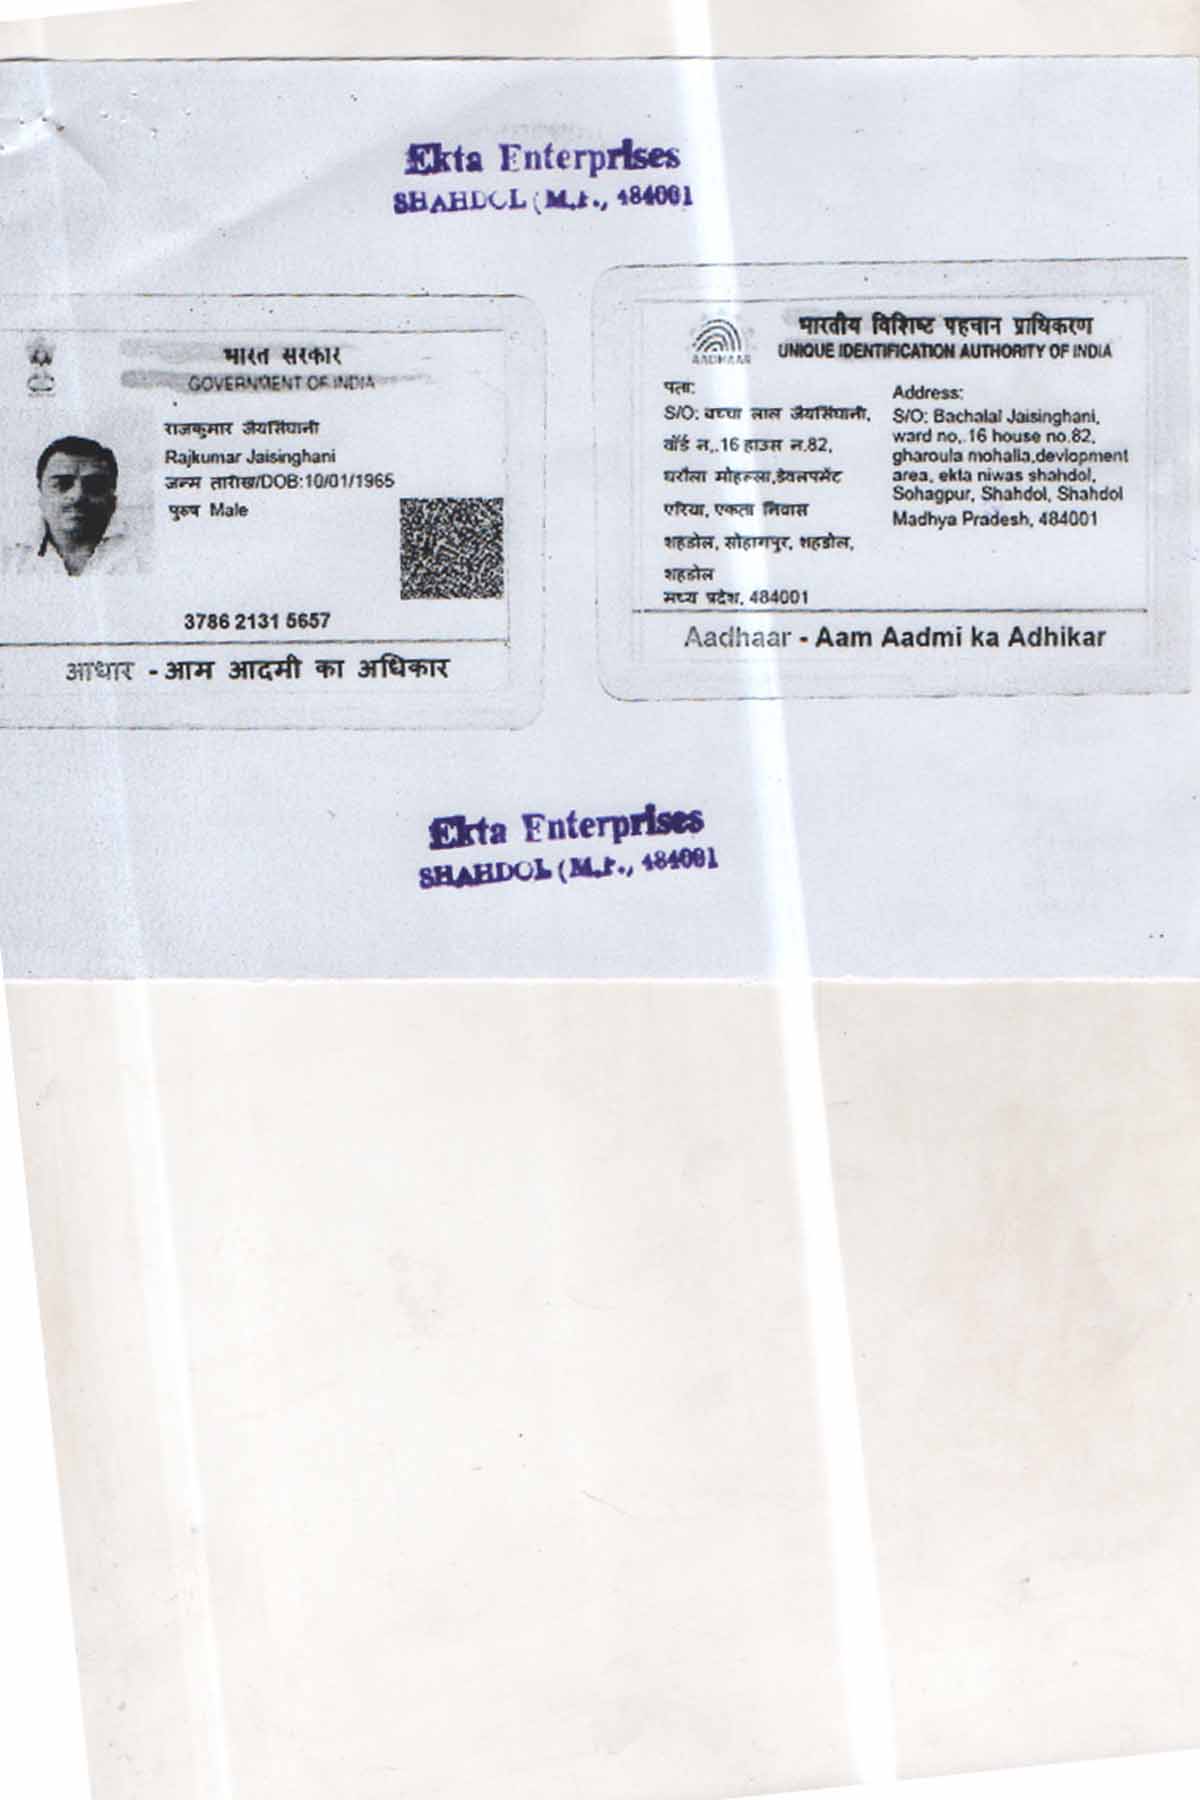 Ekta Enterprises
SHAHDOL (M.P., 484001
भारत सरकार
GOVERNMENT OF INDIA
राजकुमार जैयसिंघानी
Rajkumar Jaisinghani
जन्म तारीख/DOB:10/01/1965
पुरुष Male
3786 2131 5657
आधार - आम आदमी का अधिकार
भारतीय विशिष्ट पहचान प्राधिकरण
UNIQUE IDENTIFICATION AUTHORITY OF INDIA
AADHAAR
पता:
S/O: बच्चा लाल जैयसिंघानी,
वॉर्ड न,.16 हाउस न.82,
घरौला मोहल्ला,डेवलपमेंट
एरिया, एकता निवास
शहडोल, सोहागपुर, शहडोल,
शहडोल
मध्य प्रदेश, 484001
Address:
S/O: Bachalal Jaisinghani,
ward no,.16 house no.82,
gharoula mohalla,devlopment
area, ekta niwas shahdol,
Sohagpur, Shahdol, Shahdol
Madhya Pradesh, 484001
Aadhaar - Aam Aadmi ka Adhikar
Ekta Enterprises
SHAHDOL (M.P., 484001